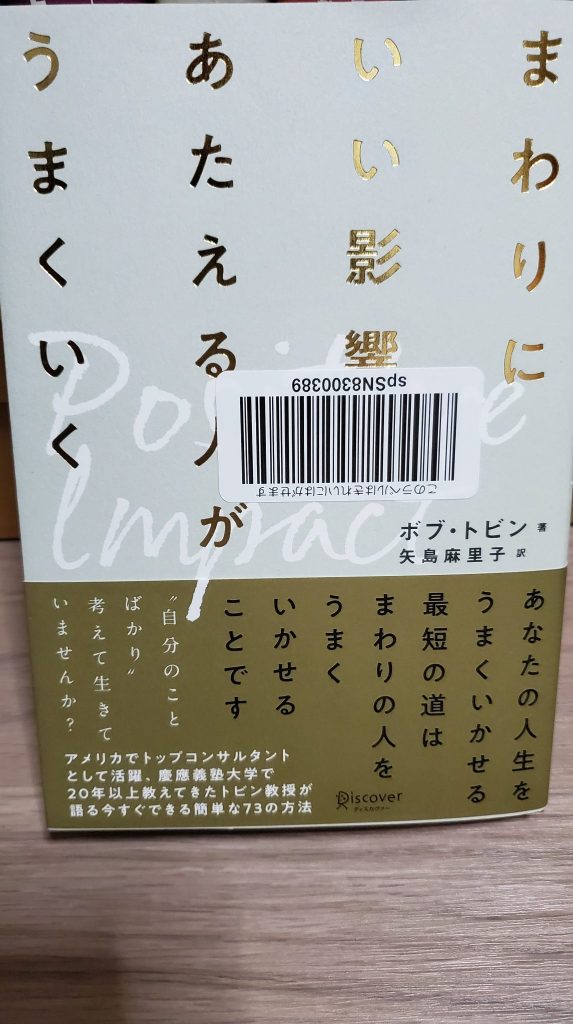 まわりに
いい影響
あたえる人が
うまくいく
Positive
Impact
spSN83000389
このラベルはきれいにはがせます
ボブ・トビン 著
矢島麻里子 訳
あなたの人生を
うまくいかせる
最短の道は
まわりの人を
うまく
いかせる
ことです
“自分のこと
ばかり”
考えて生きて
いませんか?
アメリカでトップコンサルタント
として活躍、慶應義塾大学で
20年以上教えてきたトビン教授が
語る今すぐできる簡単な73の方法
Discover
ディスカヴァー